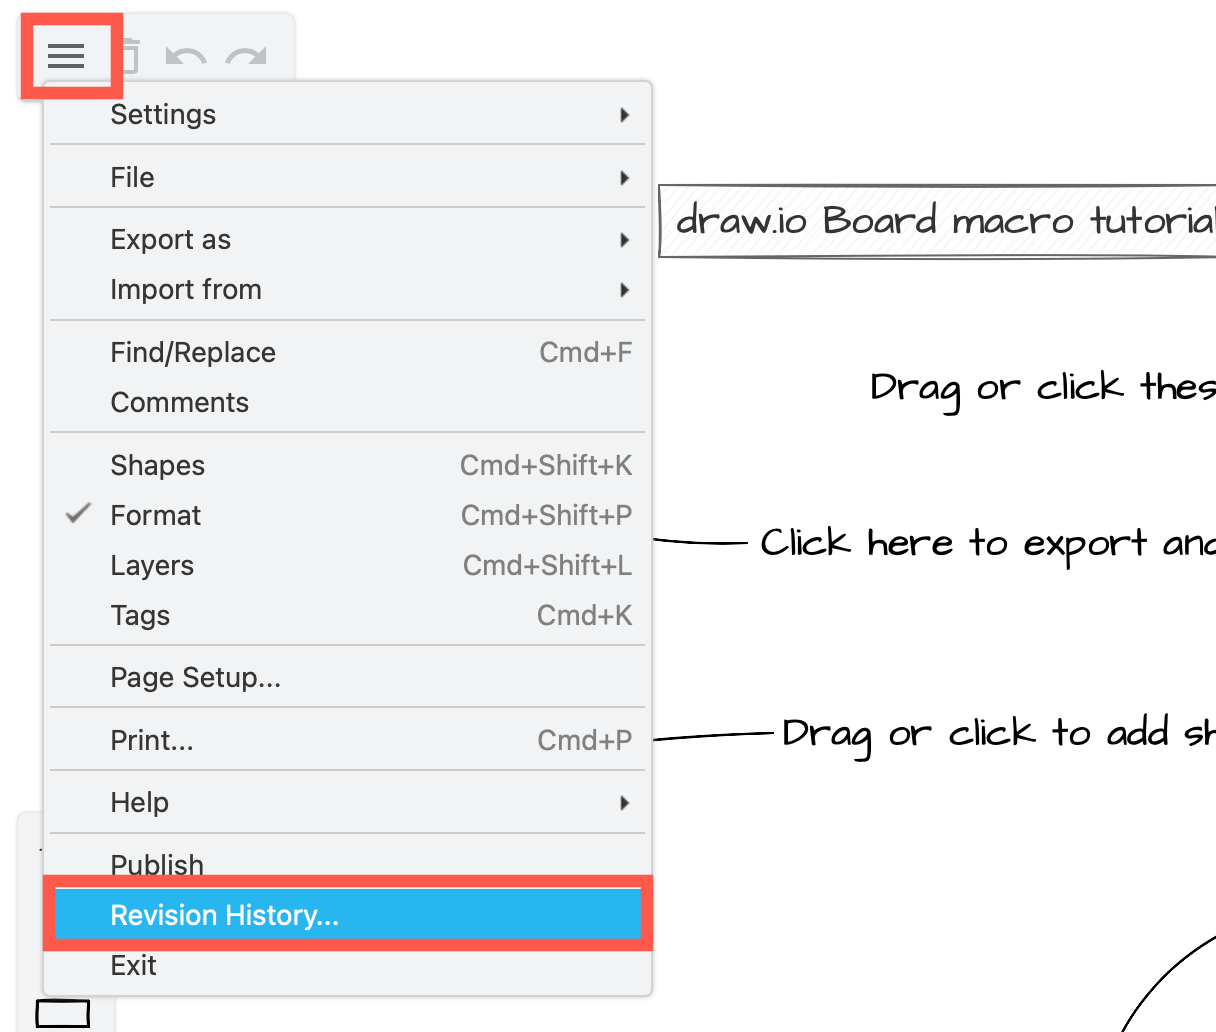 Settings
File
Export as
Import from
Find/Replace Cmd+F
Comments
Shapes Cmd+Shift+K
Format Cmd+Shift+P
Layers Cmd+Shift+L
Tags Cmd+K
Page Setup...
Print... Cmd+P
Help
Publish
Revision History...
Exit
draw.io Board macro tutorial
Drag or click thes
Click here to export and
Drag or click to add sh